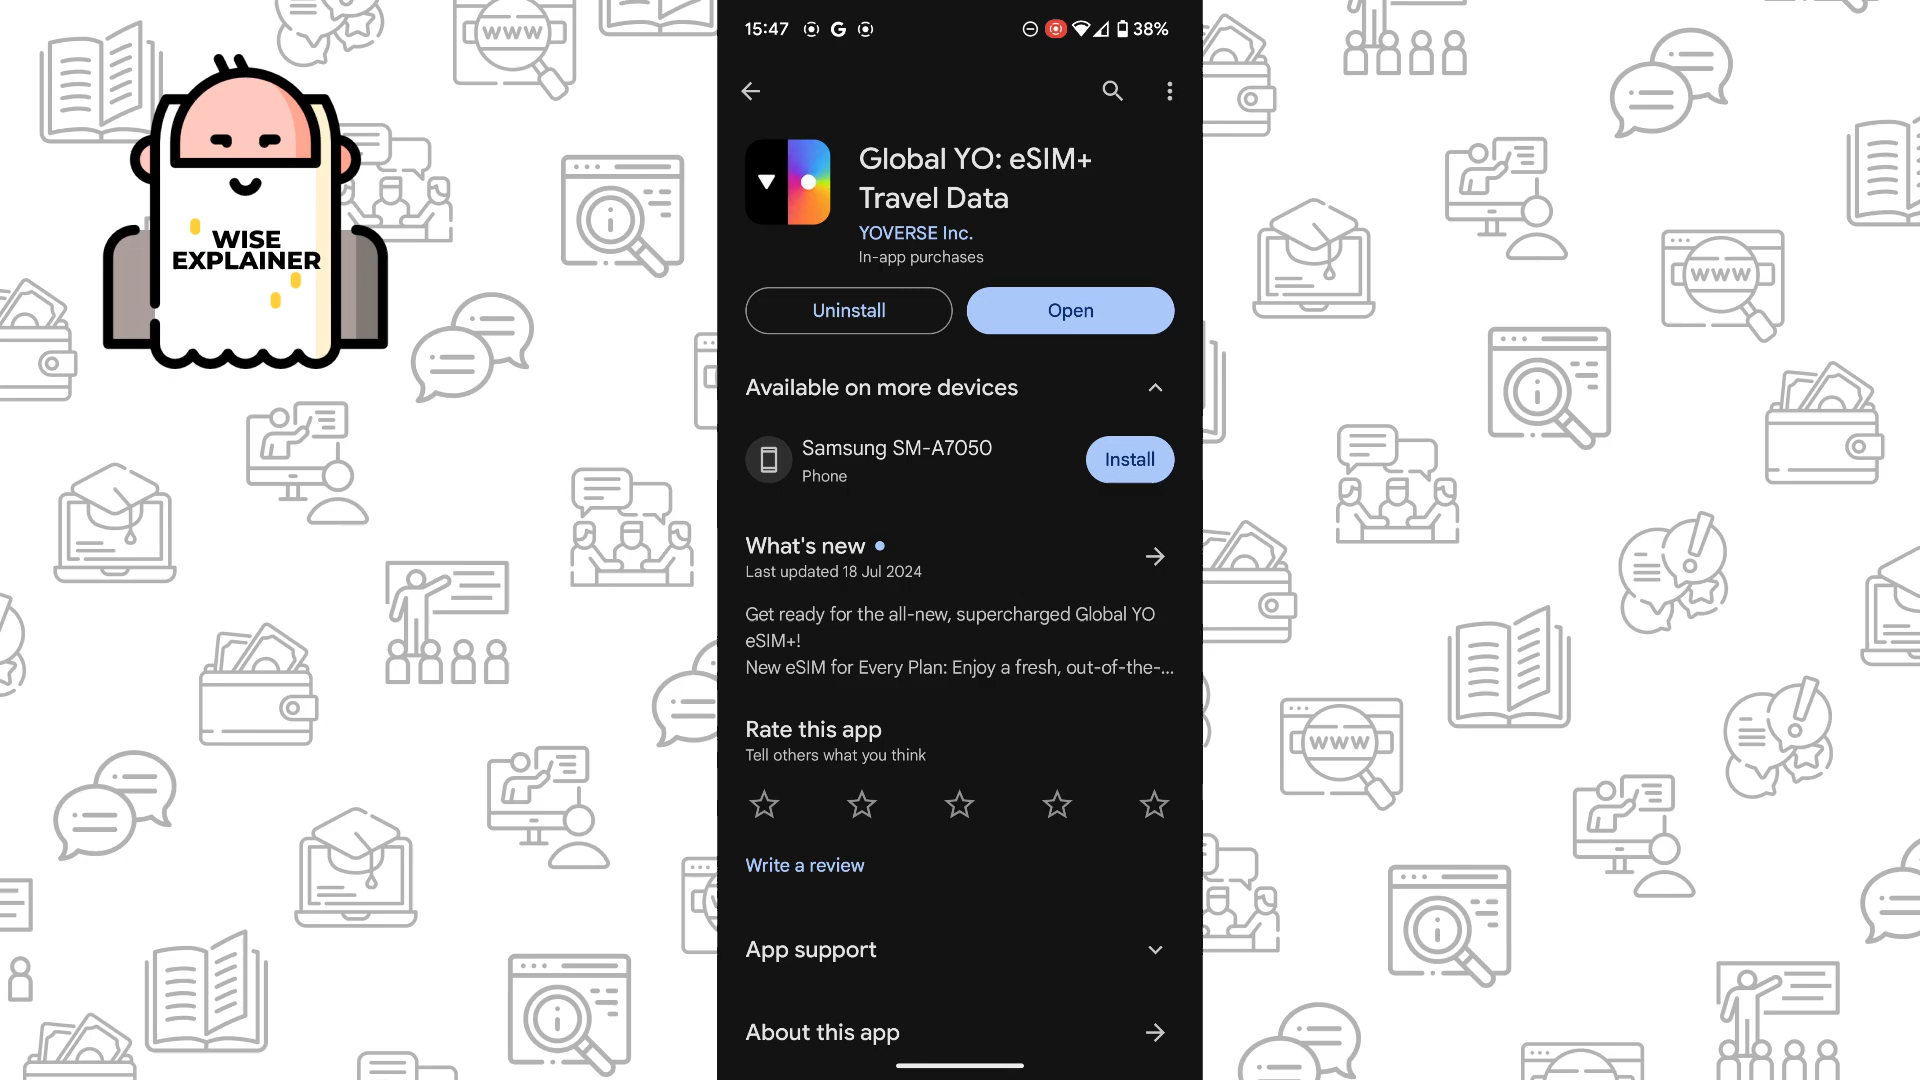 WISE
EXPLAINER
15:47
38%
Global YO: eSIM+
Travel Data
YOVERSE Inc.
In-app purchases
Uninstall
Open
Available on more devices
Samsung SM-A7050
Phone
Install
What's new
Last updated 18 Jul 2024
Get ready for the all-new, supercharged Global YO
eSIM+!
New eSIM for Every Plan: Enjoy a fresh, out-of-the-...
Rate this app
Tell others what you think
Write a review
App support
About this app
www
www
www